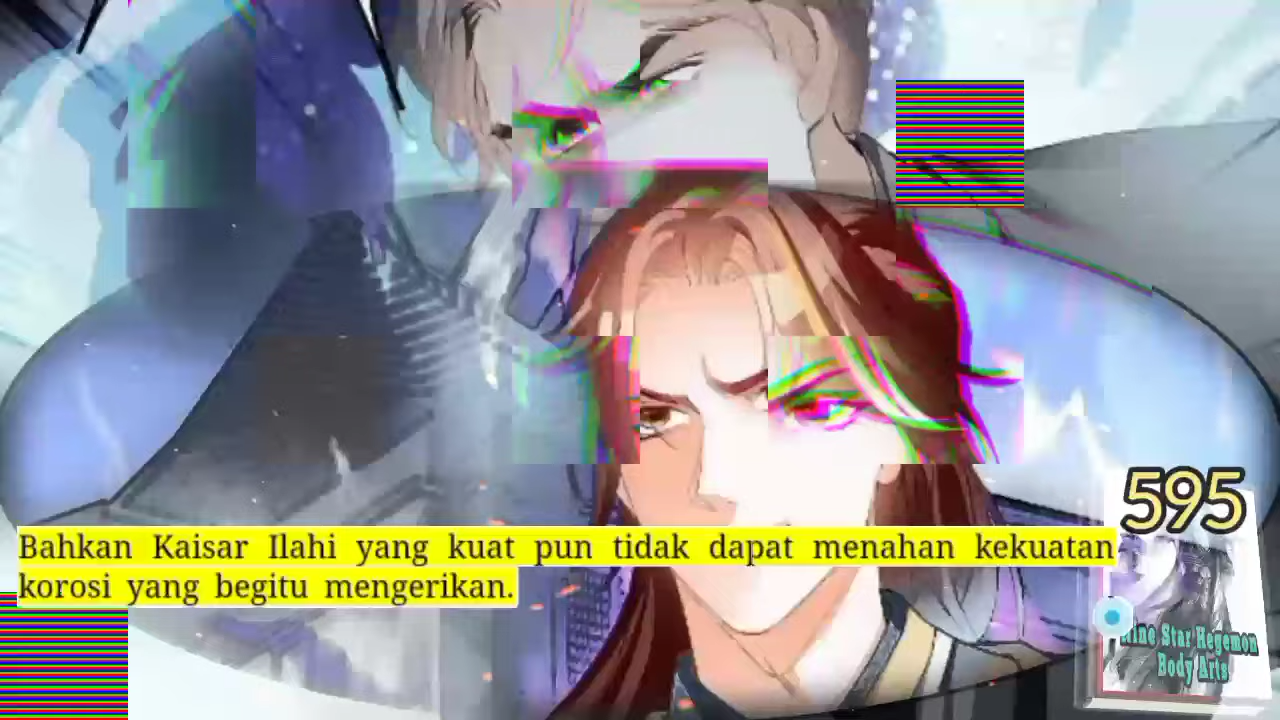 595
Bahkan Kaisar Ilahi yang kuat pun tidak dapat menahan kekuatan
korosi yang begitu mengerikan.
Nine Star Hegemon
Body Arts